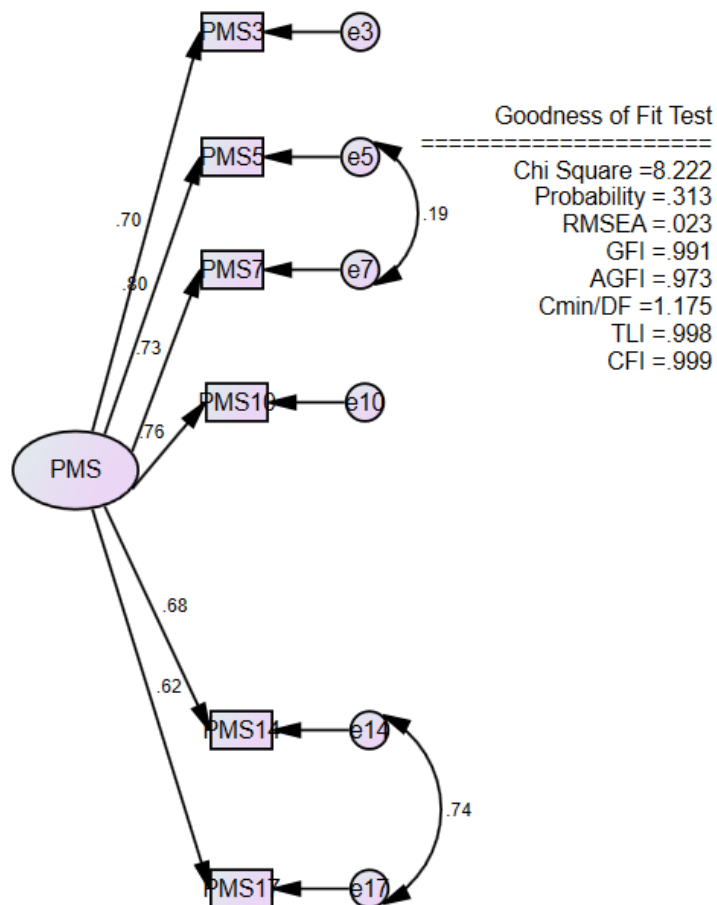 PMS3
e3
Goodness of Fit Test
=====================
PMS5
e5
Chi Square =8.222
Probability =.313
.19
.70
RMSEA =.023
PMS7
e7
GFI =.991
.80
AGFI =.973
Cmin/DF =1.175
.73
TLI =.998
CFI =.999
PMS10
e10
.76
PMS
.68
.62
PMS14
e14
.74
PMS17
e17